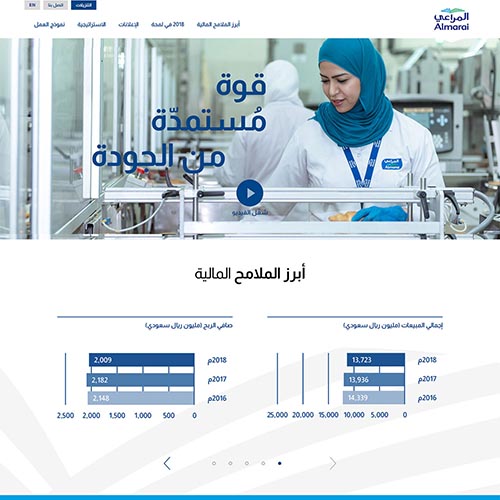 المراعي
Almarai
التنزيلات
اتصل بنا
EN
أبرز الملامح المالية
2018 في لمحة
الإعلانات
الاستراتيجية
نموذج العمل
قوة
مُستمدّة
من الجودة
شغّل الفيديو
المراعي
أبرز الملامح المالية
إجمالي المبيعات (مليون ريال سعودي)
2018م 13,723
2017م 13,936
2016م 14,339
25,000 20,000 15,000 10,000 5,000 0
صافي الربح (مليون ريال سعودي)
2018م 2,009
2017م 2,182
2016م 2,148
2,500 2,000 1,500 1,000 500 0